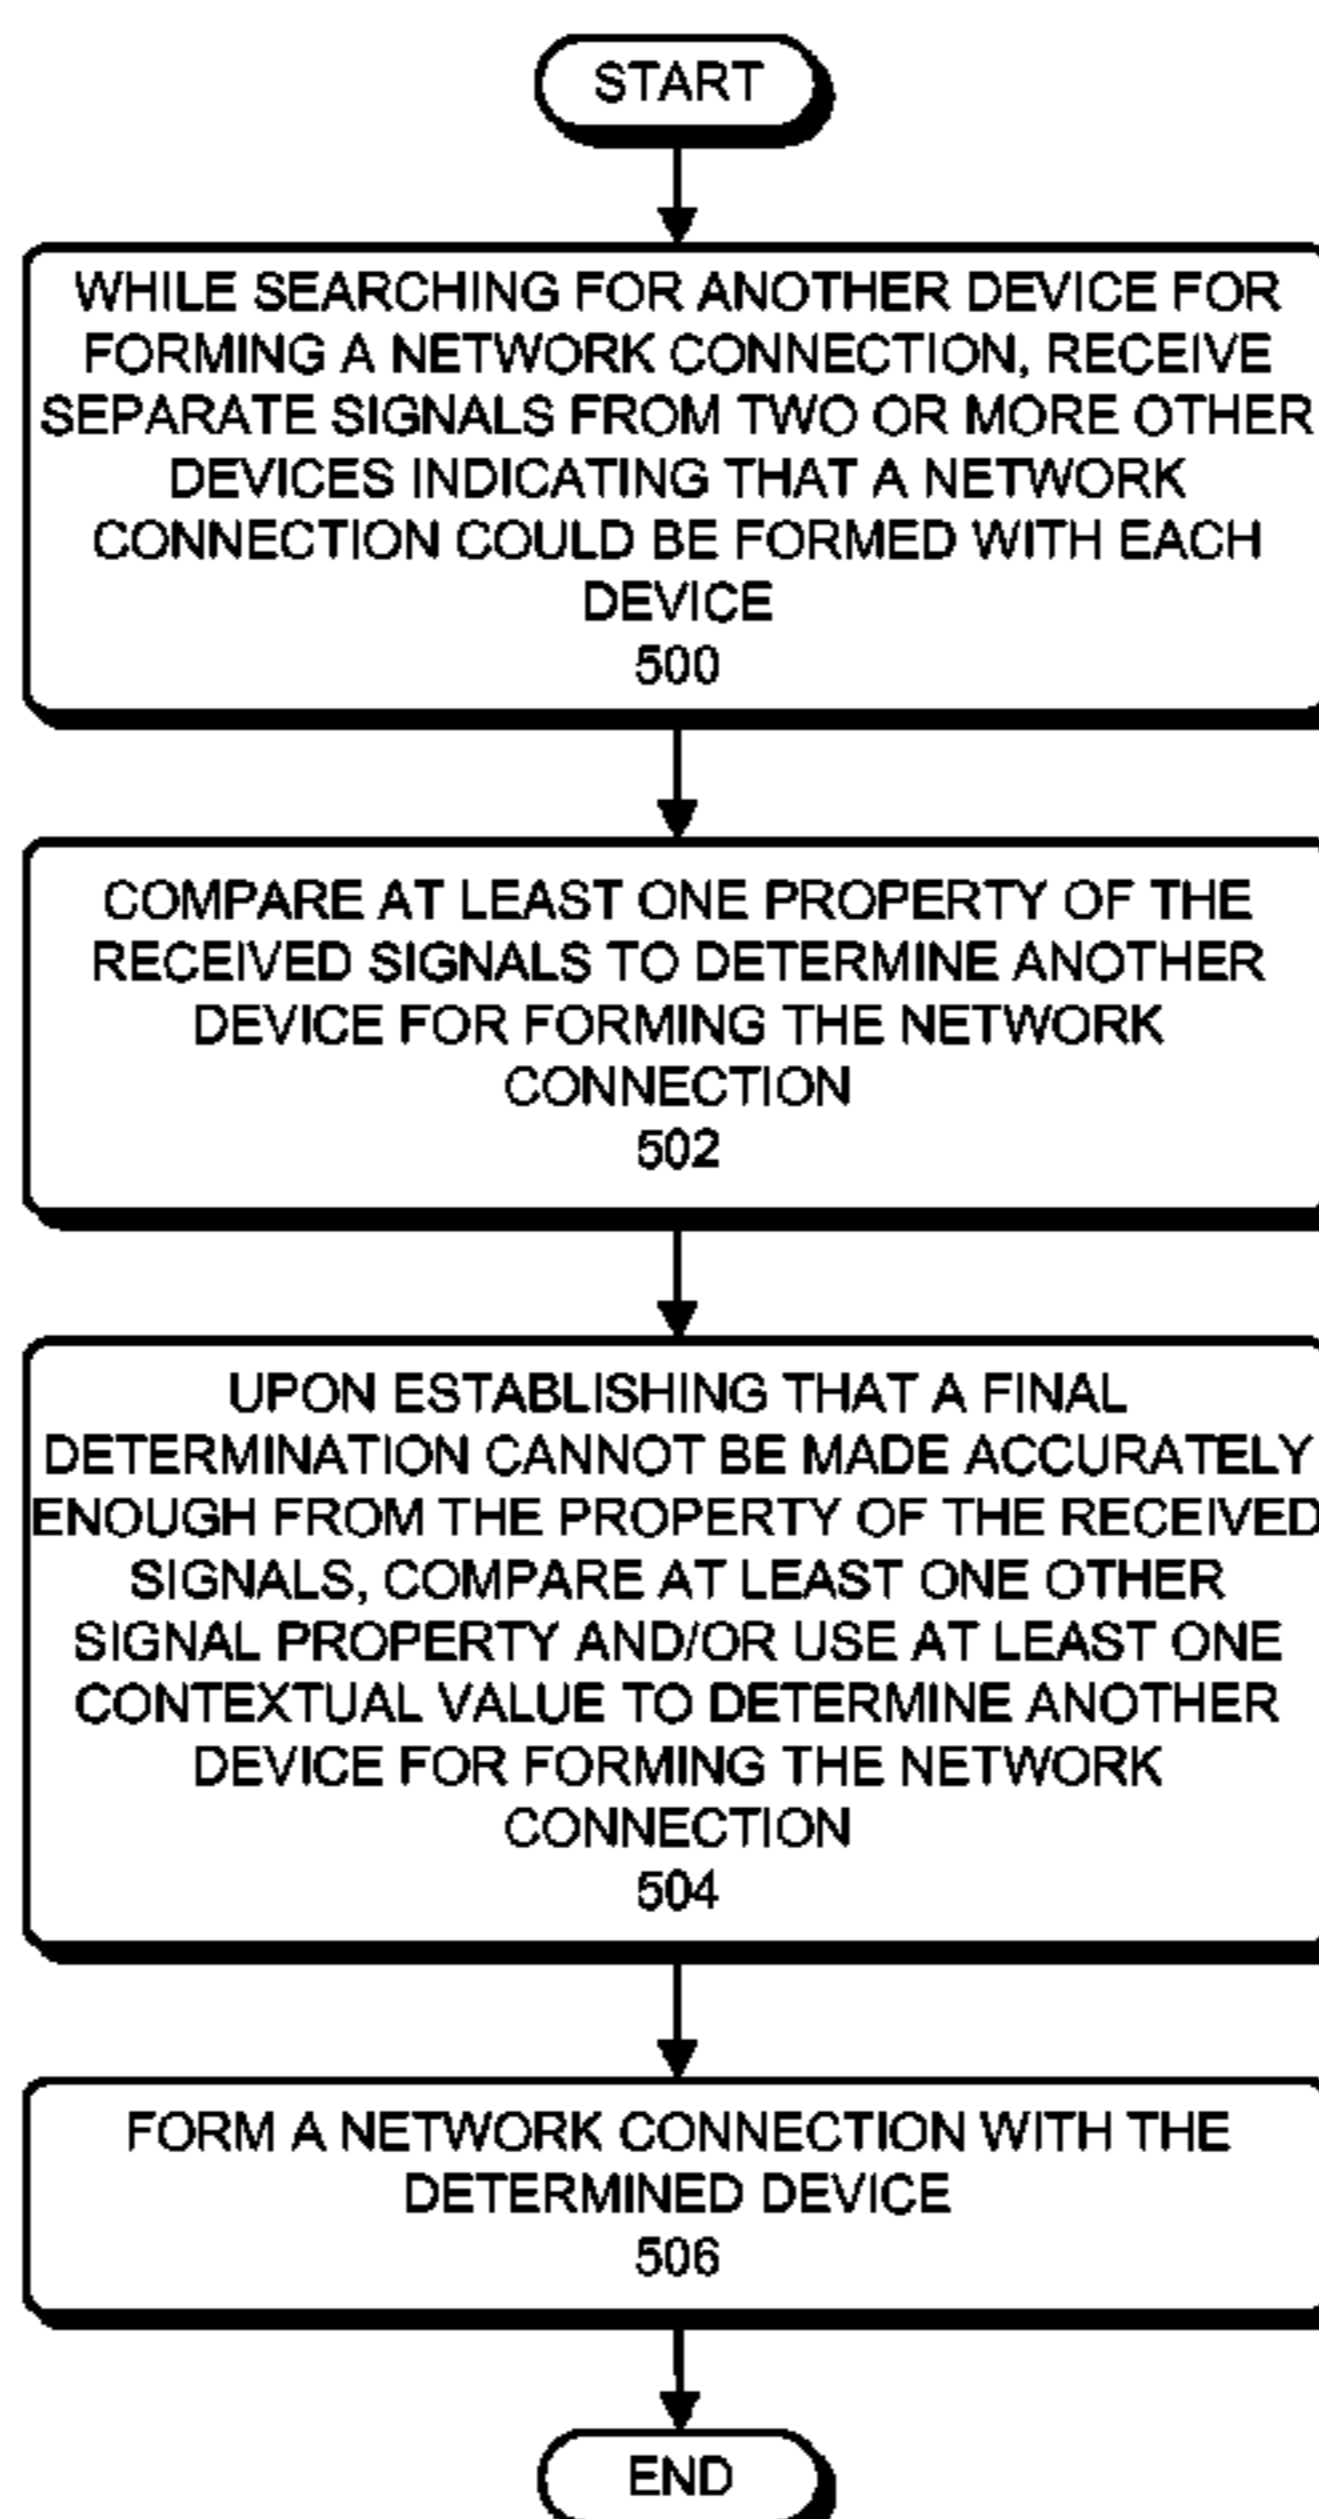 START
WHILE SEARCHING FOR ANOTHER DEVICE FOR
FORMING A NETWORK CONNECTION, RECEIVE
SEPARATE SIGNALS FROM TWO OR MORE OTHER
DEVICES INDICATING THAT A NETWORK
CONNECTION COULD BE FORMED WITH EACH
DEVICE
500
COMPARE AT LEAST ONE PROPERTY OF THE
RECEIVED SIGNALS TO DETERMINE ANOTHER
DEVICE FOR FORMING THE NETWORK
CONNECTION
502
UPON ESTABLISHING THAT A FINAL
DETERMINATION CANNOT BE MADE ACCURATELY
ENOUGH FROM THE PROPERTY OF THE RECEIVED
SIGNALS, COMPARE AT LEAST ONE OTHER
SIGNAL PROPERTY AND/OR USE AT LEAST ONE
CONTEXTUAL VALUE TO DETERMINE ANOTHER
DEVICE FOR FORMING THE NETWORK
CONNECTION
504
FORM A NETWORK CONNECTION WITH THE
DETERMINED DEVICE
506
END